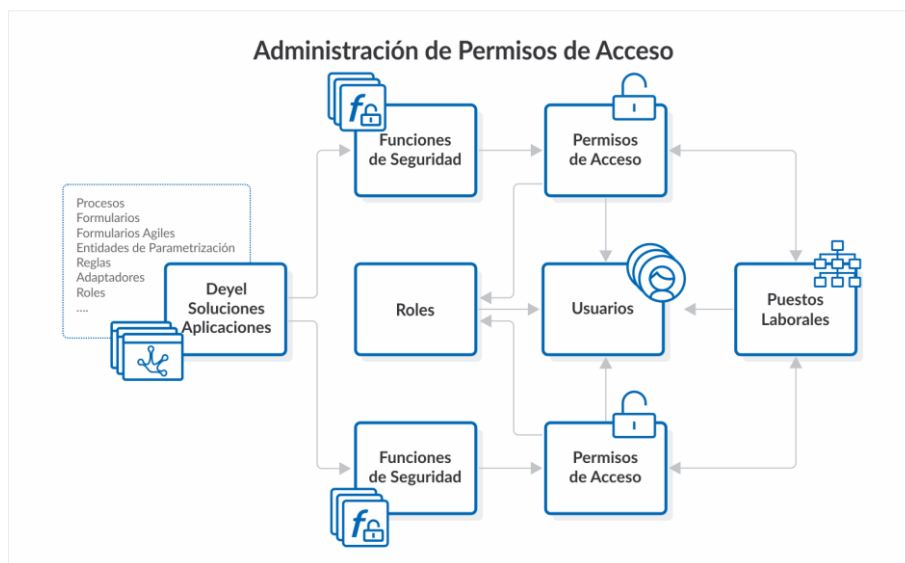 Administración de Permisos de Acceso
Funciones
de Seguridad
Permisos
de Acceso
Procesos
Formularios
Formularios Agiles
Entidades de Parametrización
Reglas
Adaptadores
Roles
....
Deyel
Soluciones
Aplicaciones
Roles
Usuarios
Puestos
Laborales
Funciones
de Seguridad
Permisos
de Acceso
f
f